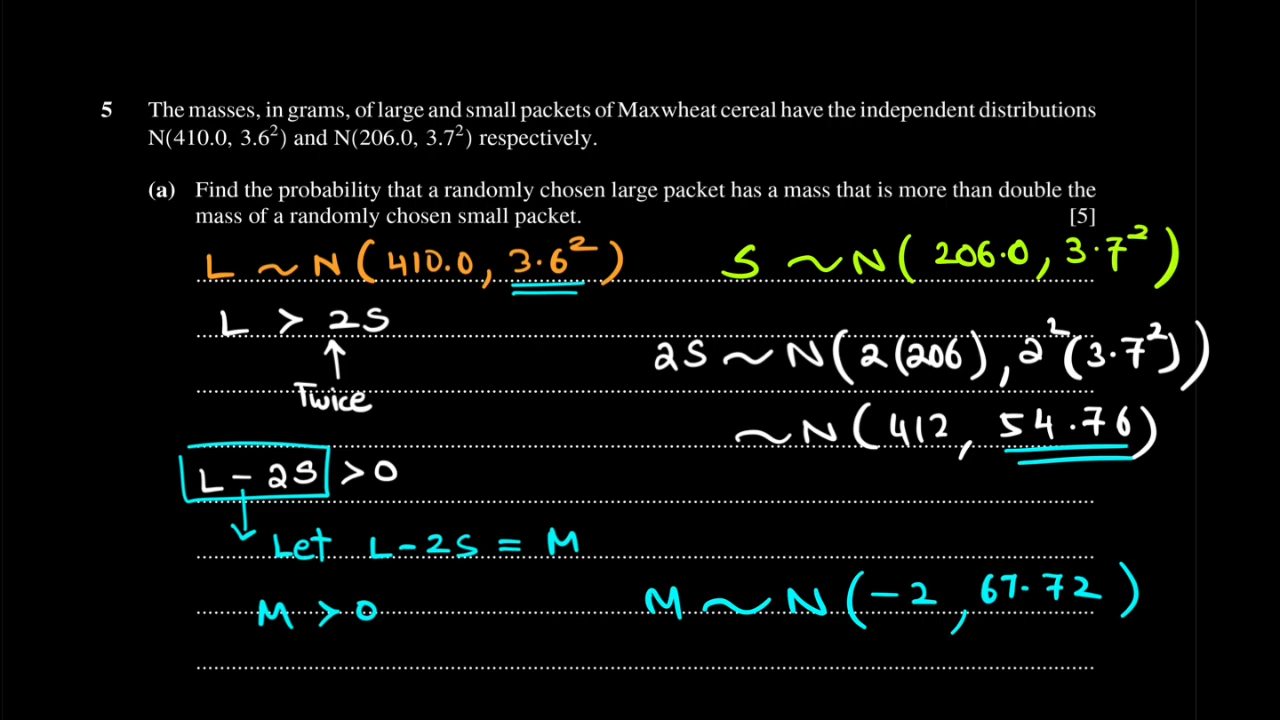 5 The masses, in grams, of large and small packets of Maxwheat cereal have the independent distributions
N(410.0, 3.6²) and N(206.0, 3.7²) respectively.
(a) Find the probability that a randomly chosen large packet has a mass that is more than double the
mass of a randomly chosen small packet. [5]
L ~ N(410.0, 3.6²) S ~ N(206.0, 3.7²)
L > 2S
2S ~ N(2(206), 2²(3.7²))
↑
Twice
~ N(412, 54.76)
L - 2S > 0
Let L - 2S = M
M > 0 M ~ N(-2, 67.72)